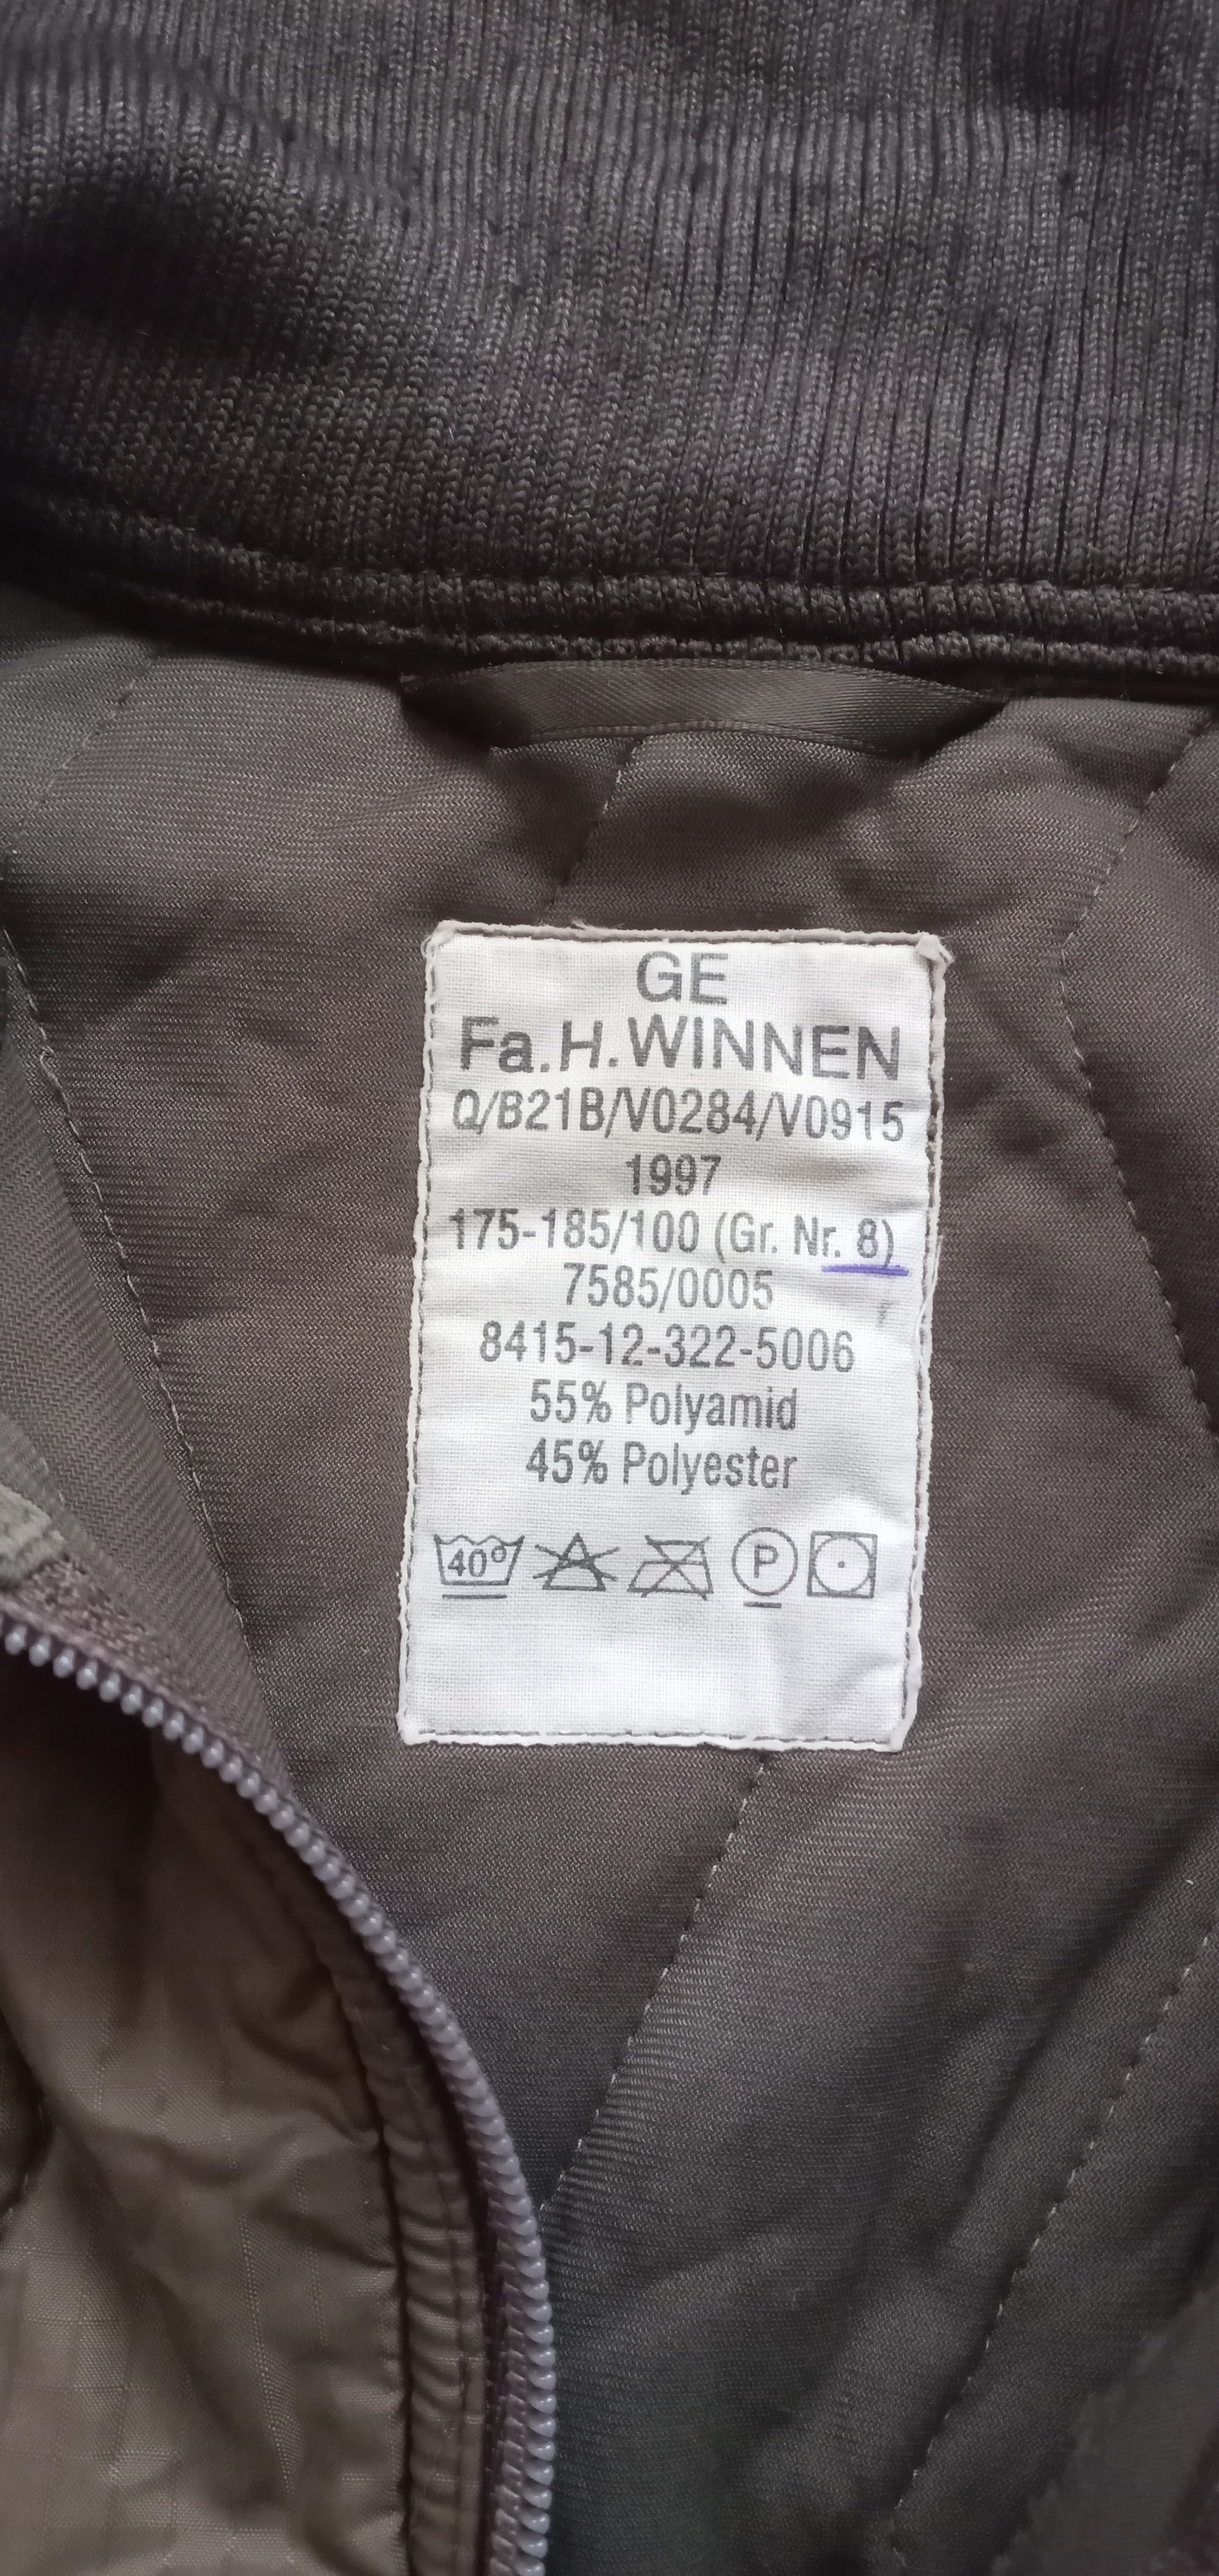 GE
Fa.H.WINNEN
Q/B21B/V0284/V0915
1997
175-185/100 (Gr. Nr. 8)
7585/0005
8415-12-322-5006
55% Polyamid
45% Polyester
40° P